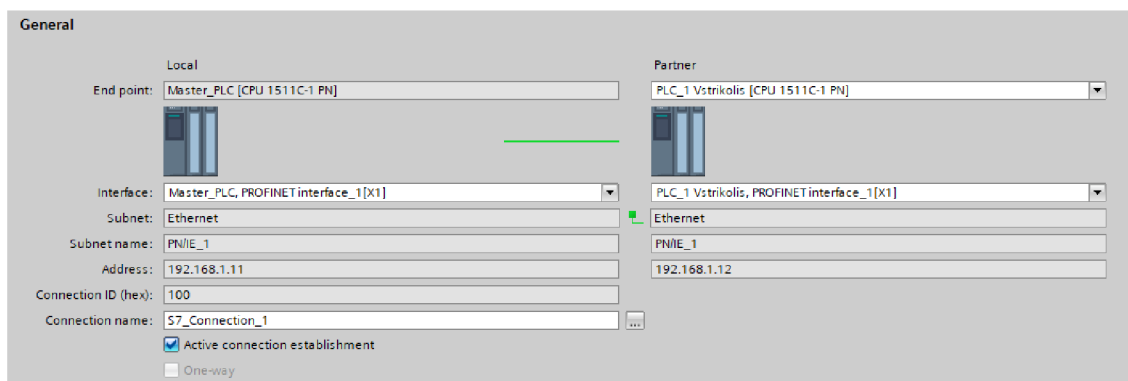 General
Local Partner
End point: Master_PLC [CPU 1511C-1 PN] PLC_1 Vstrikolis [CPU 1511C-1 PN]
Interface: Master_PLC, PROFINET interface_1[X1] PLC_1 Vstrikolis, PROFINET interface_1[X1]
Subnet: Ethernet Ethernet
Subnet name: PN/IE_1 PN/IE_1
Address: 192.168.1.11 192.168.1.12
Connection ID (hex): 100
Connection name: S7_Connection_1 ...
Active connection establishment
One-way